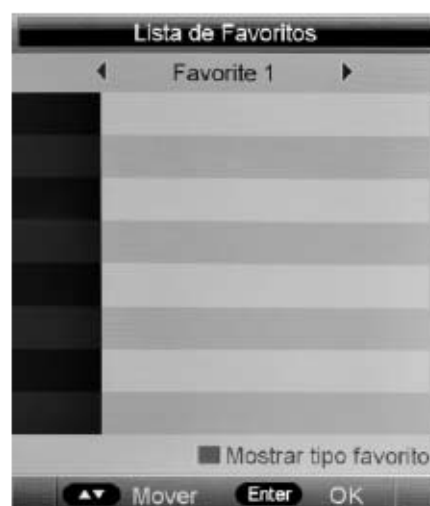 Lista de Favoritos
Favorite 1
Mostrar tipo favorito
Mover Enter OK